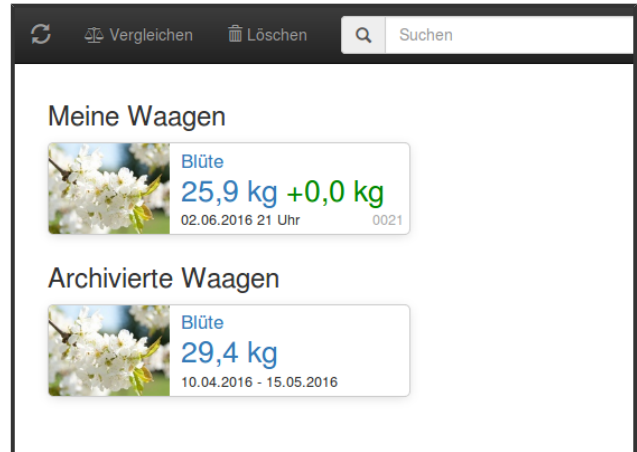 Vergleichen Löschen Suchen
Meine Waagen
Blüte
25,9 kg +0,0 kg
02.06.2016 21 Uhr 0021
Archivierte Waagen
Blüte
29,4 kg
10.04.2016 - 15.05.2016